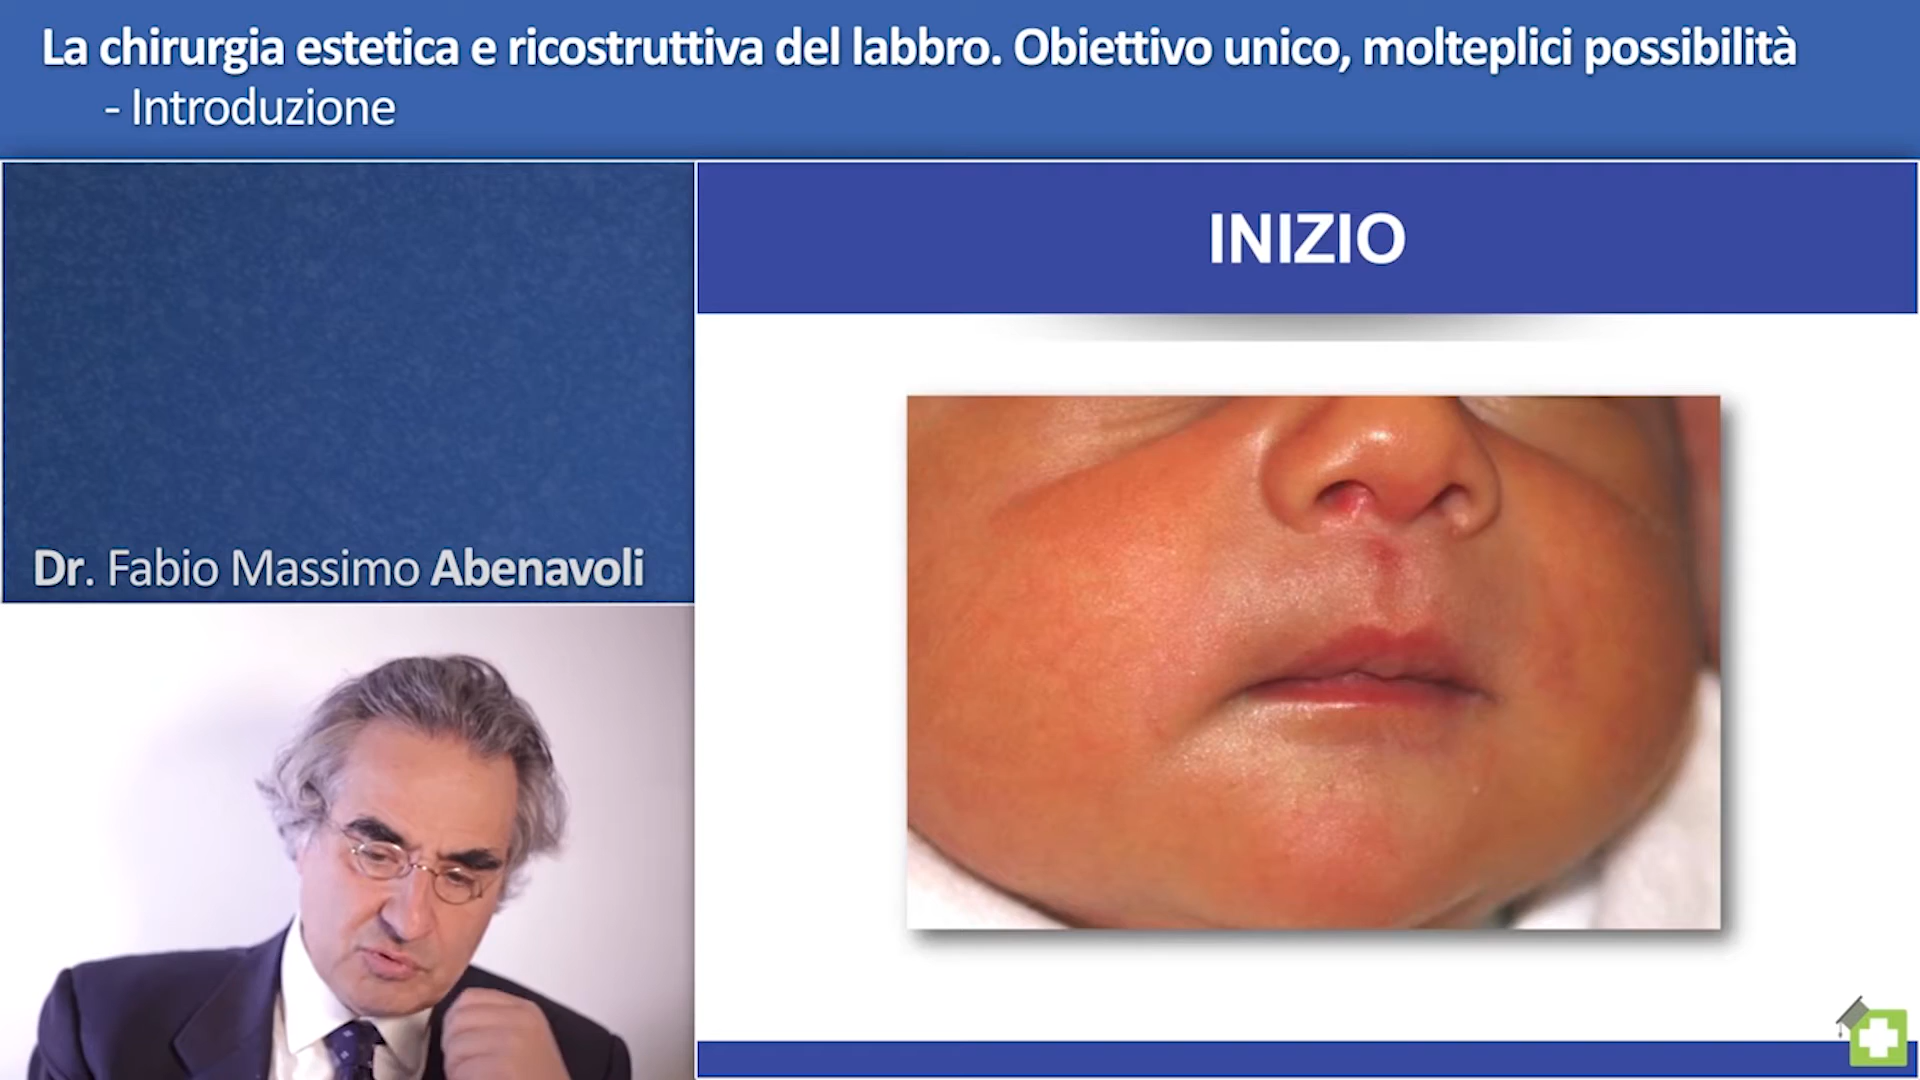 La chirurgia estetica e ricostruttiva del labbro. Obiettivo unico, molteplici possibilità
- Introduzione
INIZIO
Dr. Fabio Massimo Abenavoli